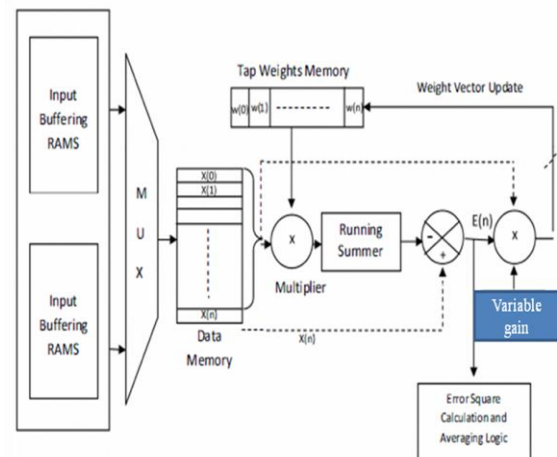 Input
Buffering
RAMS
Input
Buffering
RAMS
M
U
X
Tap Weights Memory
w(0) w(1) w(n)
Weight Vector Update
X(0)
X(1)
X(n)
Data
Memory
X
Multiplier
Running
Summer
-
+
X(n)
E(n)
X
Variable
gain
Error Square
Calculation and
Averaging Logic